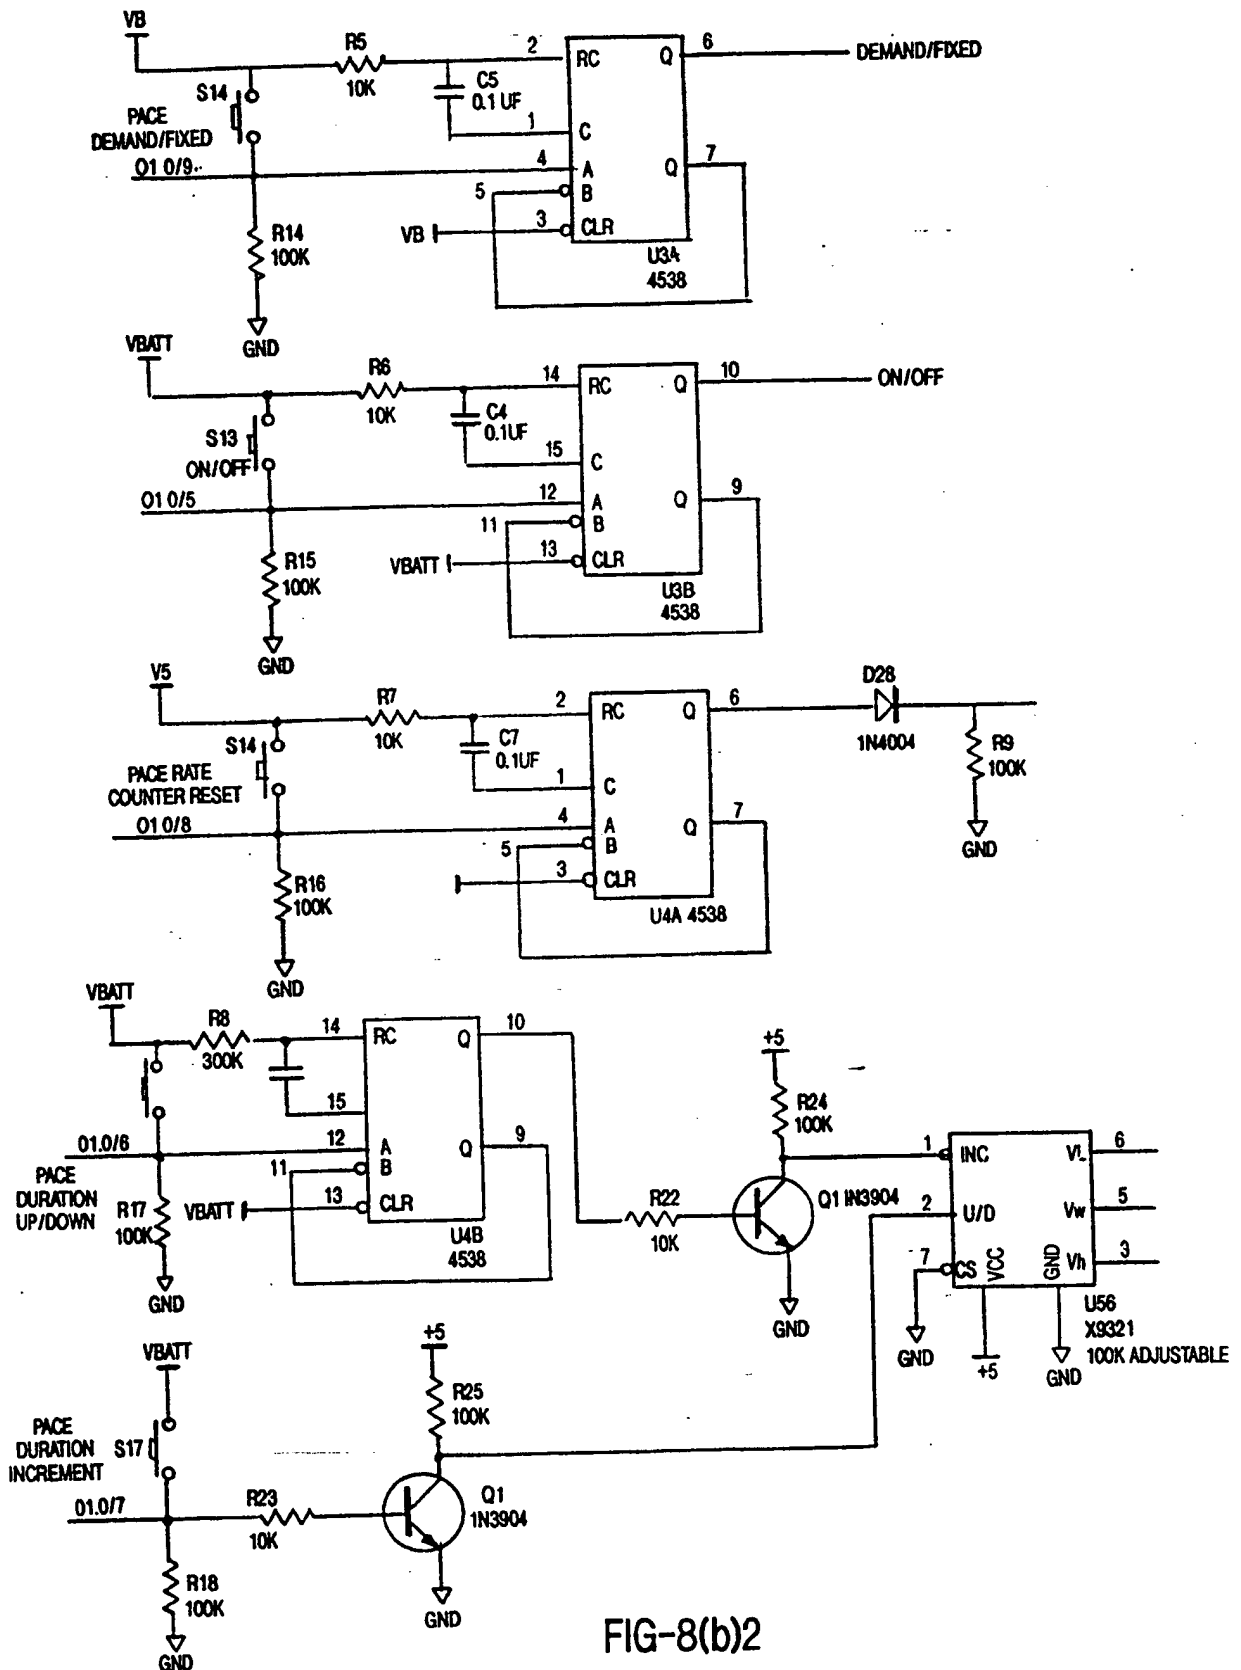 VB
R5
10K
C5
0.1 UF
S14
PACE
DEMAND/FIXED
O1 0/9
R14
100K
GND
2
1
4
5
3
VB
RC
C
A
B
CLR
Q
Q
6
7
DEMAND/FIXED
U3A
4538
VBATT
R6
10K
C4
0.1UF
S13
ON/OFF
O1 0/5
R15
100K
GND
14
15
12
11
13
VBATT
RC
C
A
B
CLR
Q
Q
10
9
ON/OFF
U3B
4538
V5
R7
10K
C7
0.1UF
S14
PACE RATE
COUNTER RESET
O1 0/8
R16
100K
GND
2
1
4
5
3
RC
C
A
B
CLR
Q
Q
6
7
U4A 4538
D28
1N4004
R9
100K
GND
VBATT
R8
300K
01.0/6
PACE
DURATION
UP/DOWN
R17
100K
GND
14
15
12
11
13
VBATT
RC
A
B
CLR
Q
Q
10
9
U4B
4538
R22
10K
+5
R24
100K
Q1 1N3904
GND
1
2
7
INC
U/D
CS
VCC
GND
VL
Vw
Vh
6
5
3
GND
+5
GND
U56
X9321
100K ADJUSTABLE
VBATT
PACE
DURATION
INCREMENT
S17
01.0/7
R18
100K
GND
R23
10K
+5
R25
100K
Q1
1N3904
GND
FIG-8(b)2